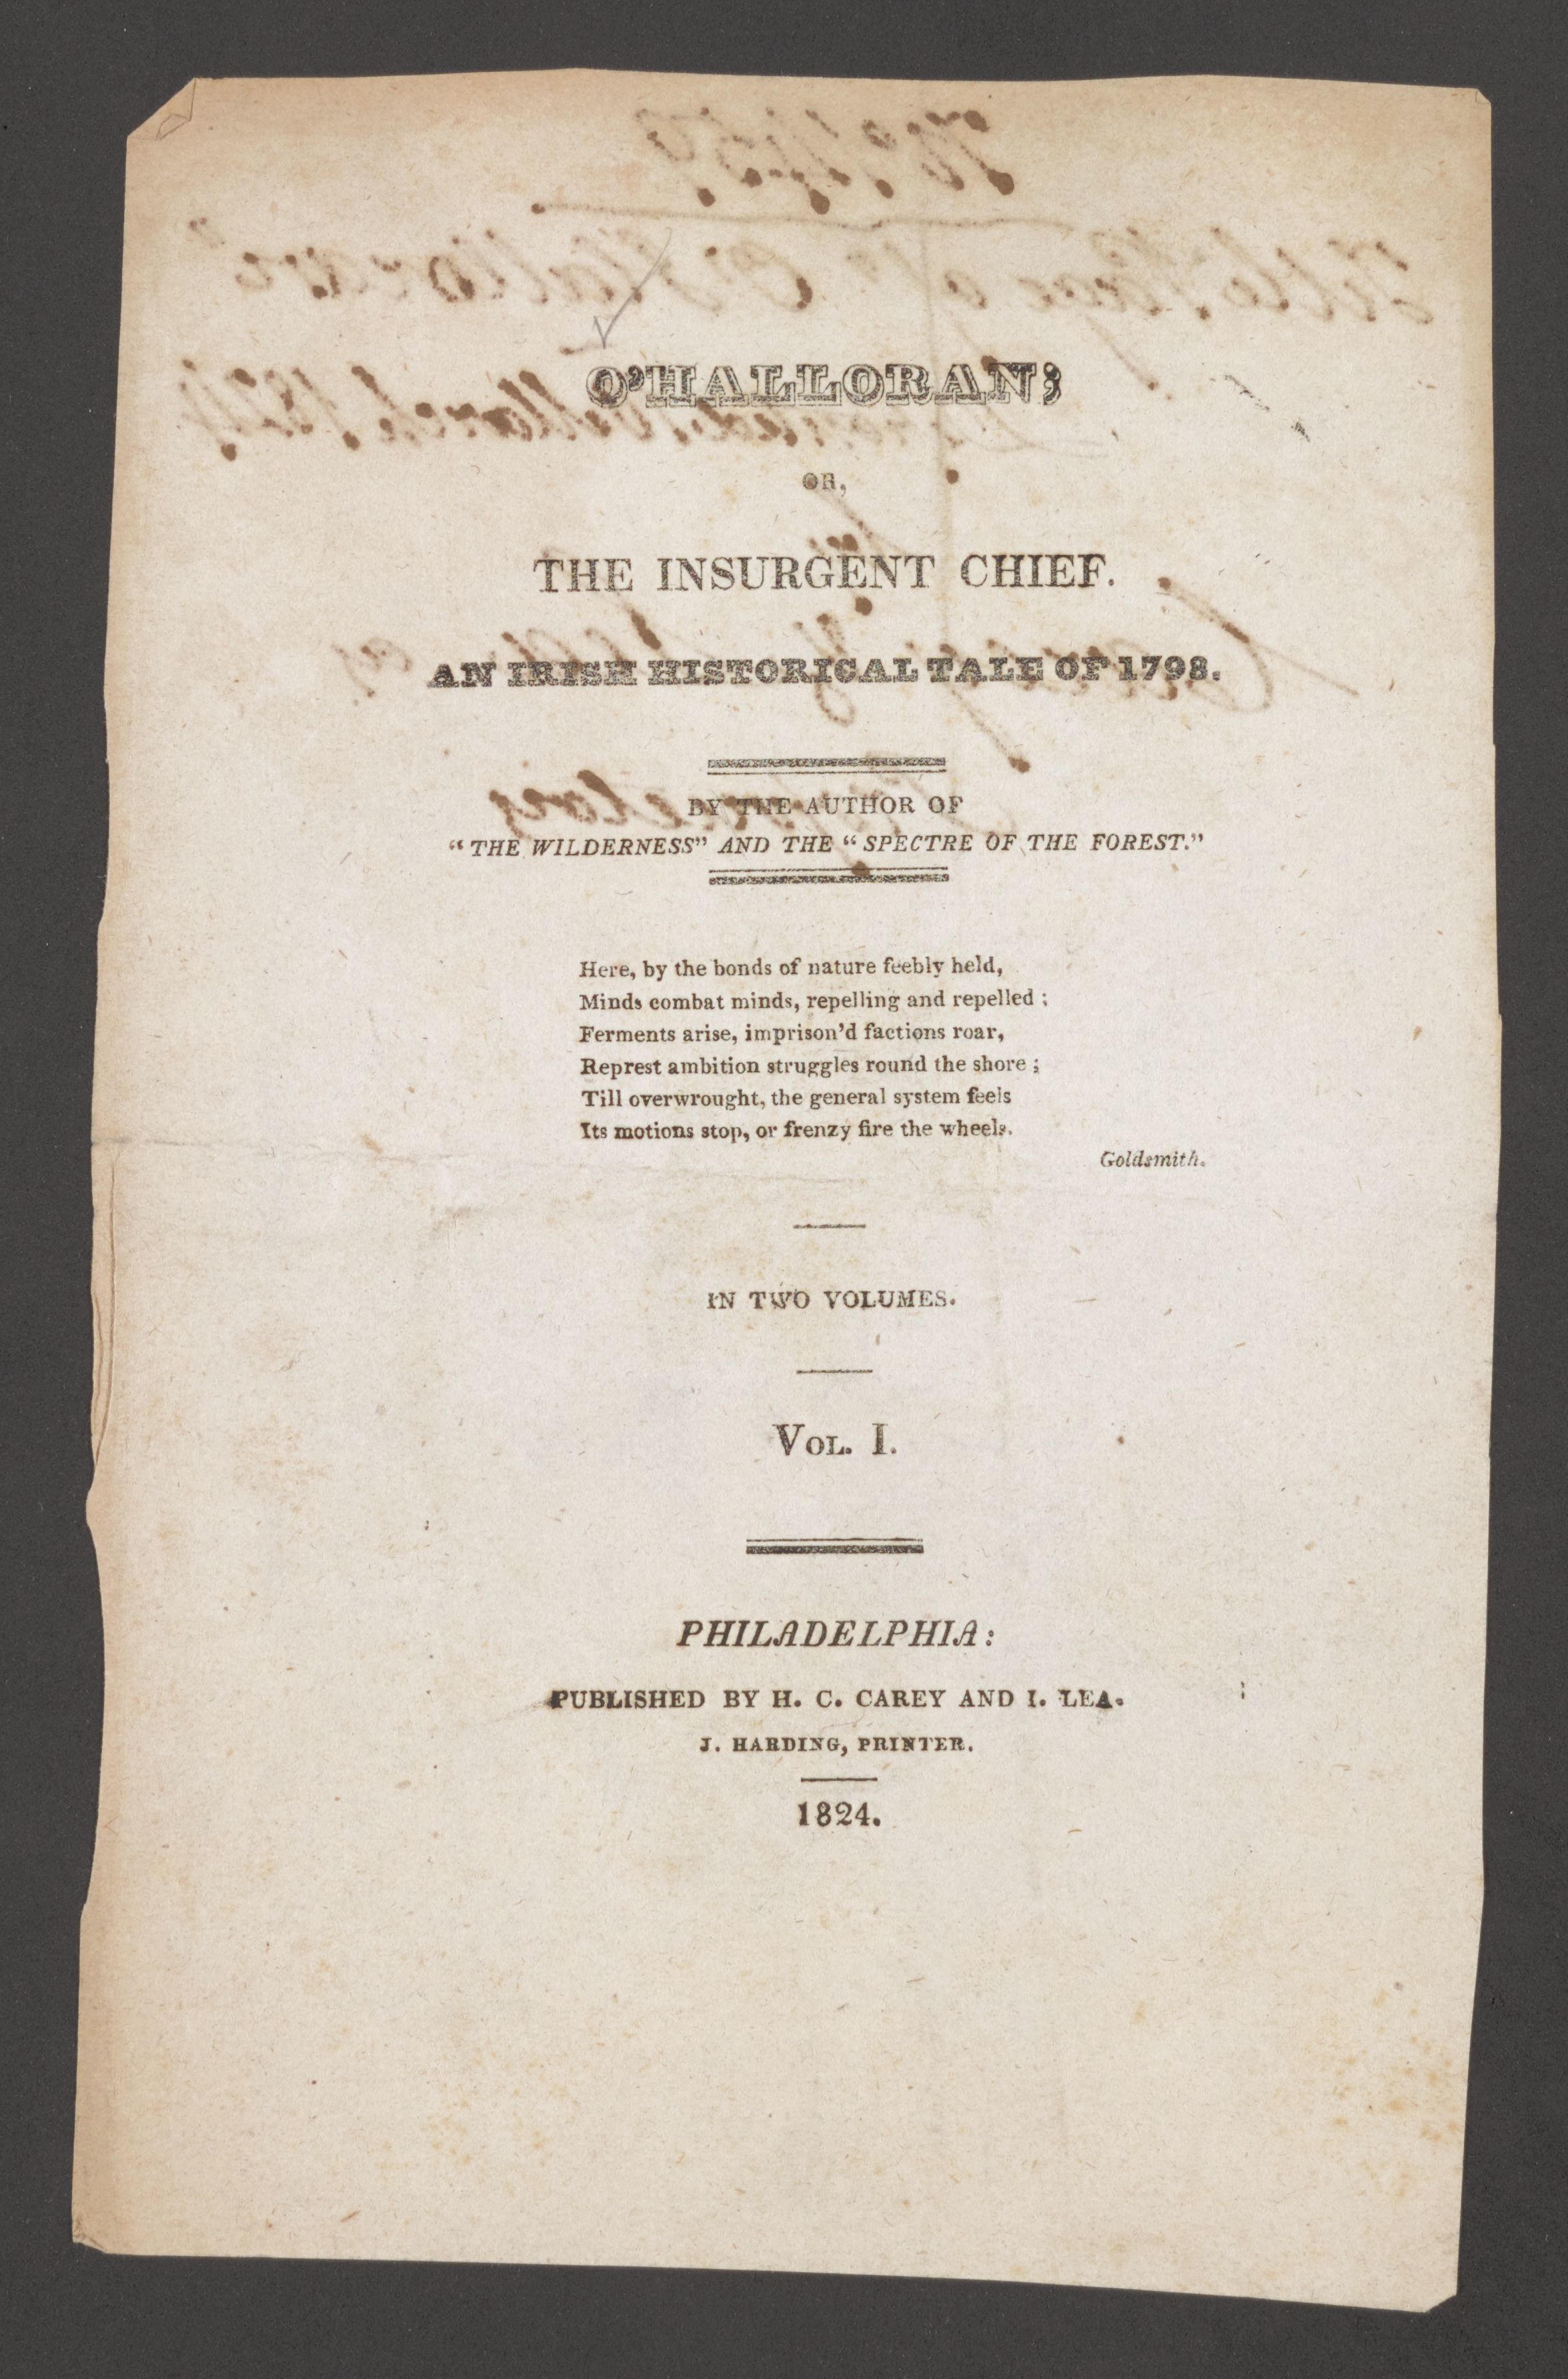 O'HALLORAN;
OR,
THE INSURGENT CHIEF.
AN IRISH HISTORICAL TALE OF 1798.
BY THE AUTHOR OF
“THE WILDERNESS” AND THE “SPECTRE OF THE FOREST.”
Here, by the bonds of nature feebly held,
Minds combat minds, repelling and repelled ;
Ferments arise, imprison'd factions roar,
Represt ambition struggles round the shore ;
Till overwrought, the general system feels
Its motions stop, or frenzy fire the wheels.
Goldsmith.
IN TWO VOLUMES.
VOL. I.
PHILADELPHIA:
PUBLISHED BY H. C. CAREY AND I. LEA.
J. HARDING, PRINTER.
1824.